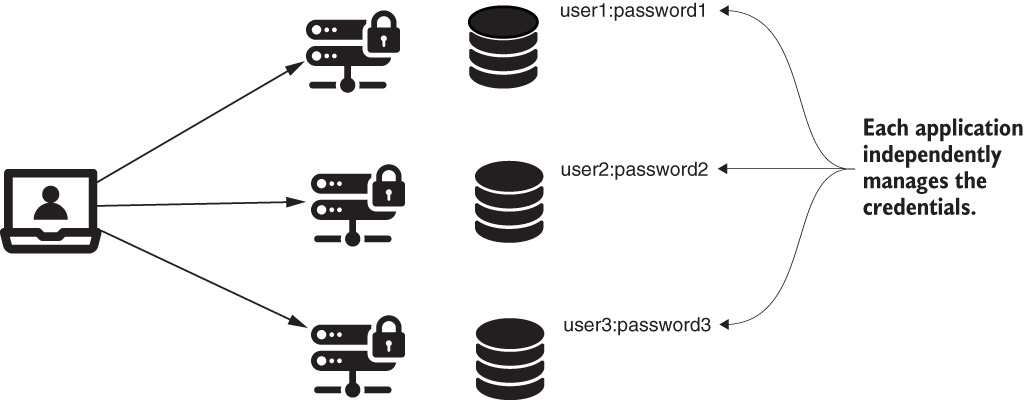 user1:password1
user2:password2
user3:password3
Each application
independently
manages the
credentials.